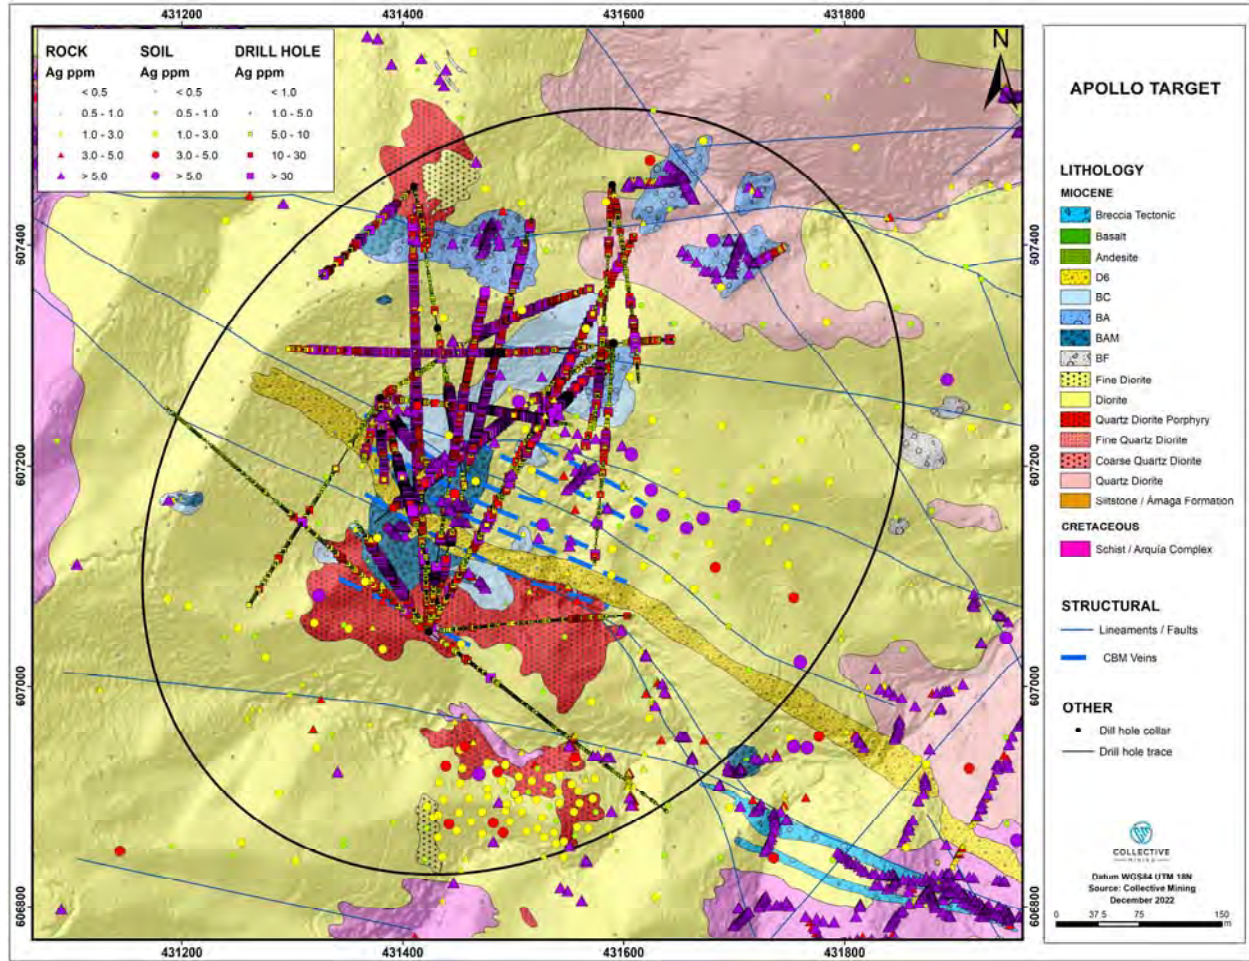 431200 431400 431600 431800
N
ROCK SOIL DRILL HOLE
Ag ppm Ag ppm Ag ppm
< 0.5 < 0.5 < 1.0
0.5 - 1.0 0.5 - 1.0 1.0 - 5.0
1.0 - 3.0 1.0 - 3.0 5.0 - 10
3.0 - 5.0 3.0 - 5.0 10 - 30
> 5.0 > 5.0 > 30
607400 607400
607200 607200
607000 607000
606800 606800
431200 431400 431600 431800
APOLLO TARGET
LITHOLOGY
MIOCENE
Breccia Tectonic
Basalt
Andesite
D6
BC
BA
BAM
BF
Fine Diorite
Diorite
Quartz Diorite Porphyry
Fine Quartz Diorite
Coarse Quartz Diorite
Quartz Diorite
Siltstone / Ámaga Formation
CRETACEOUS
Schist / Arquía Complex
STRUCTURAL
Lineaments / Faults
CBM Veins
OTHER
Dill hole collar
Drill hole trace
COLLECTIVE
MINING
Datum WGS84 UTM 18N
Source: Collective Mining
December 2022
0 37.5 75 150
m